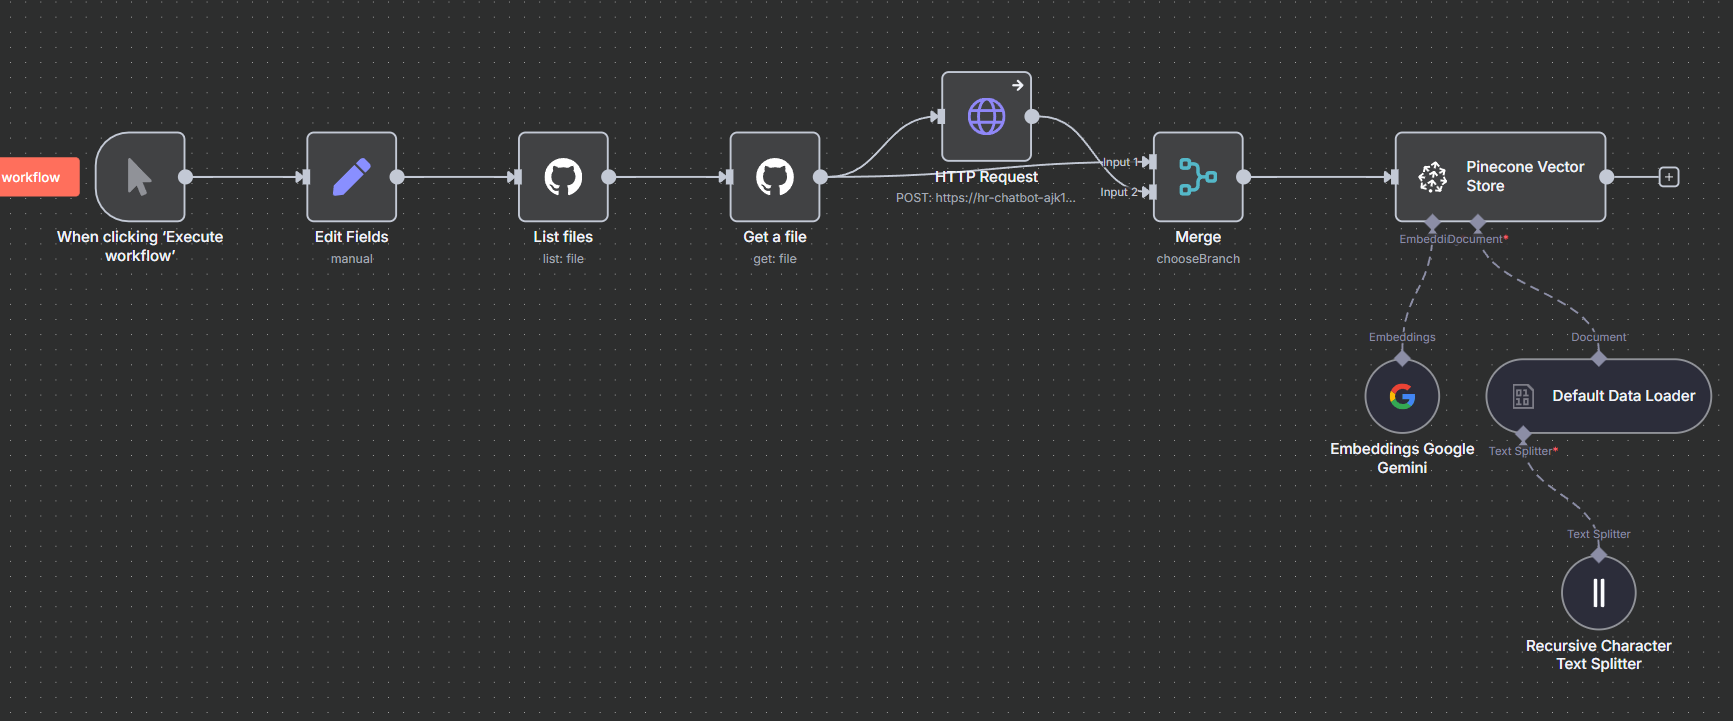 workflow
When clicking ‘Execute
workflow’
Edit Fields
manual
List files
list: file
Get a file
get: file
HTTP Request
POST: https://hr-chatbot-ajk1...
Input 1
Input 2
Merge
chooseBranch
Pinecone Vector
Store
Embeddi
Document*
Embeddings
Embeddings Google
Gemini
Document
Default Data Loader
Text Splitter*
Text Splitter
Recursive Character
Text Splitter